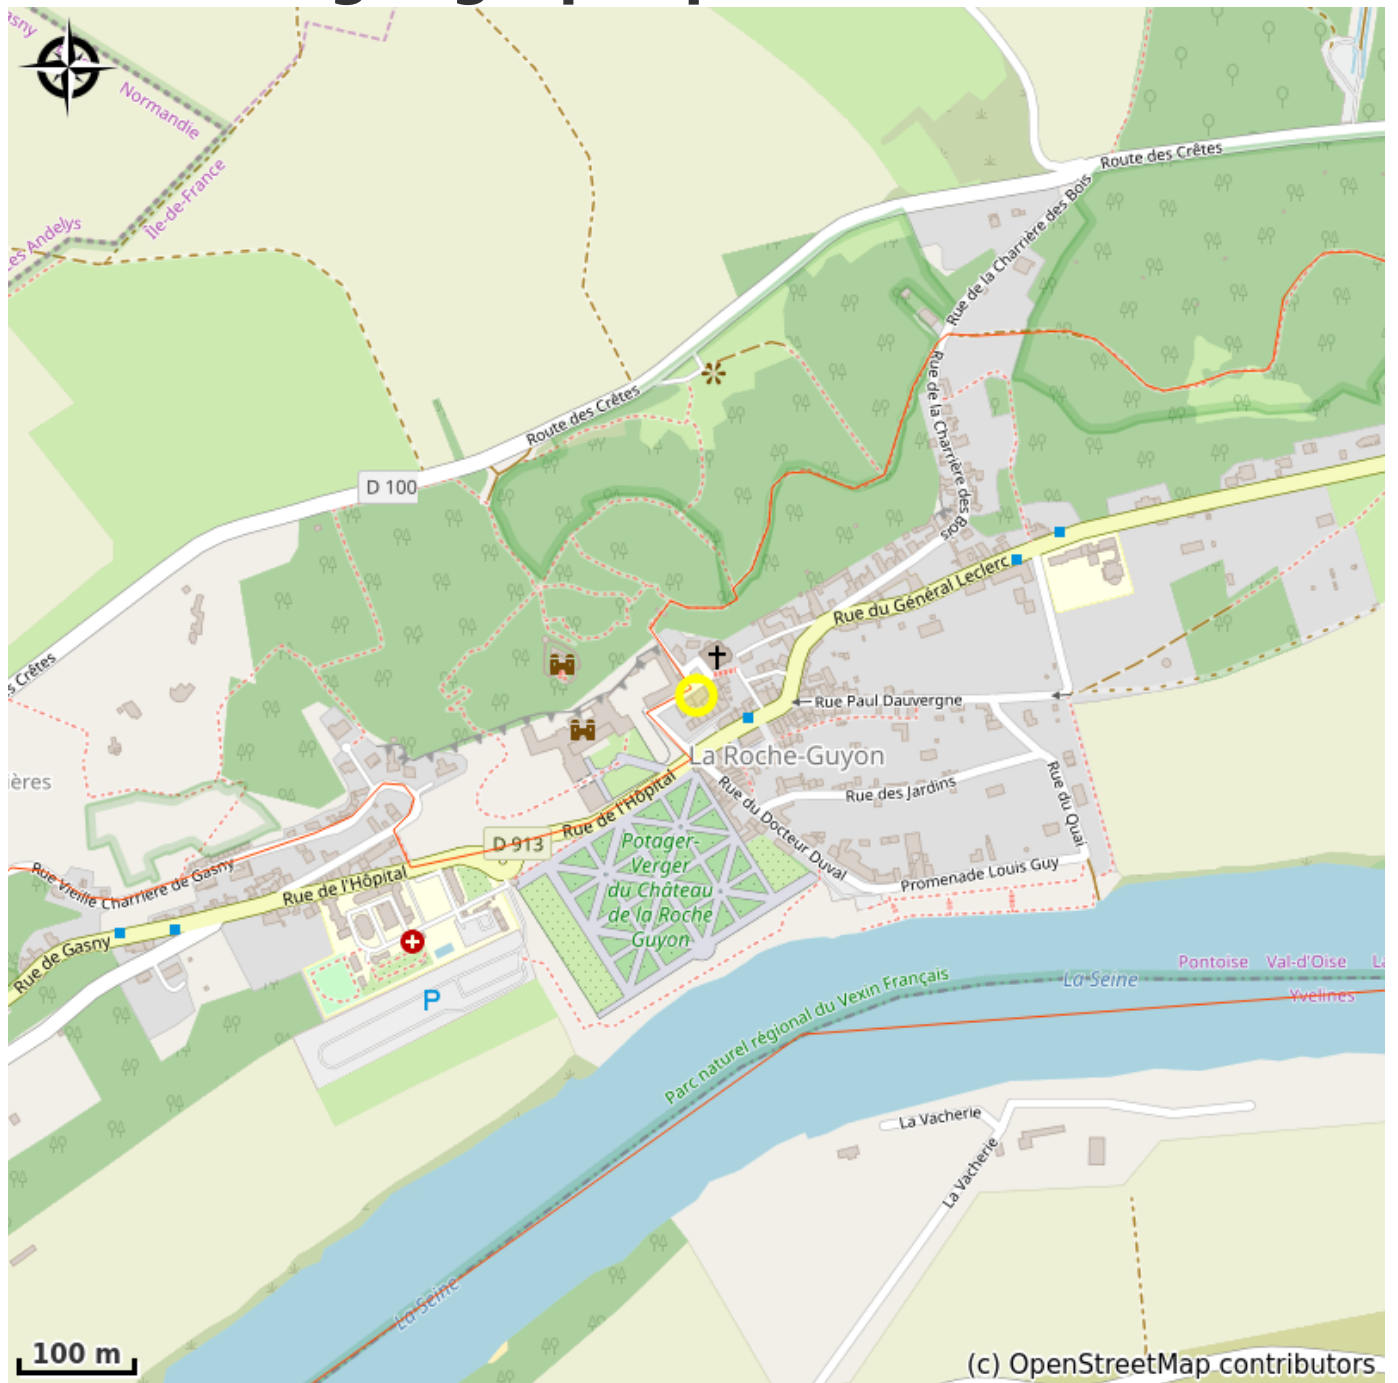 Normandie
Île-de-France
Route des Crêtes
Rue de la Charrière des Bois
Route des Crêtes
Rue de la Charrière des Bois
D 100
Rue du Général Leclerc
Rue Paul Dauvergne
La Roche-Guyon
Rue de l'Hôpital
Rue du Docteur Duval
Rue des Jardins
Rue du Quai
D 913
Potager-
Verger
du Château
de la Roche
Guyon
Promenade Louis Guy
Rue Vieille Charrière de Gasny
Rue de l'Hôpital
Rue de Gasny
P
Parc naturel régional du Vexin Français
La Seine
Pontoise Val-d'Oise
Yvelines
La Vacherie
La Vacherie
La Seine
100 m
(c) OpenStreetMap contributors